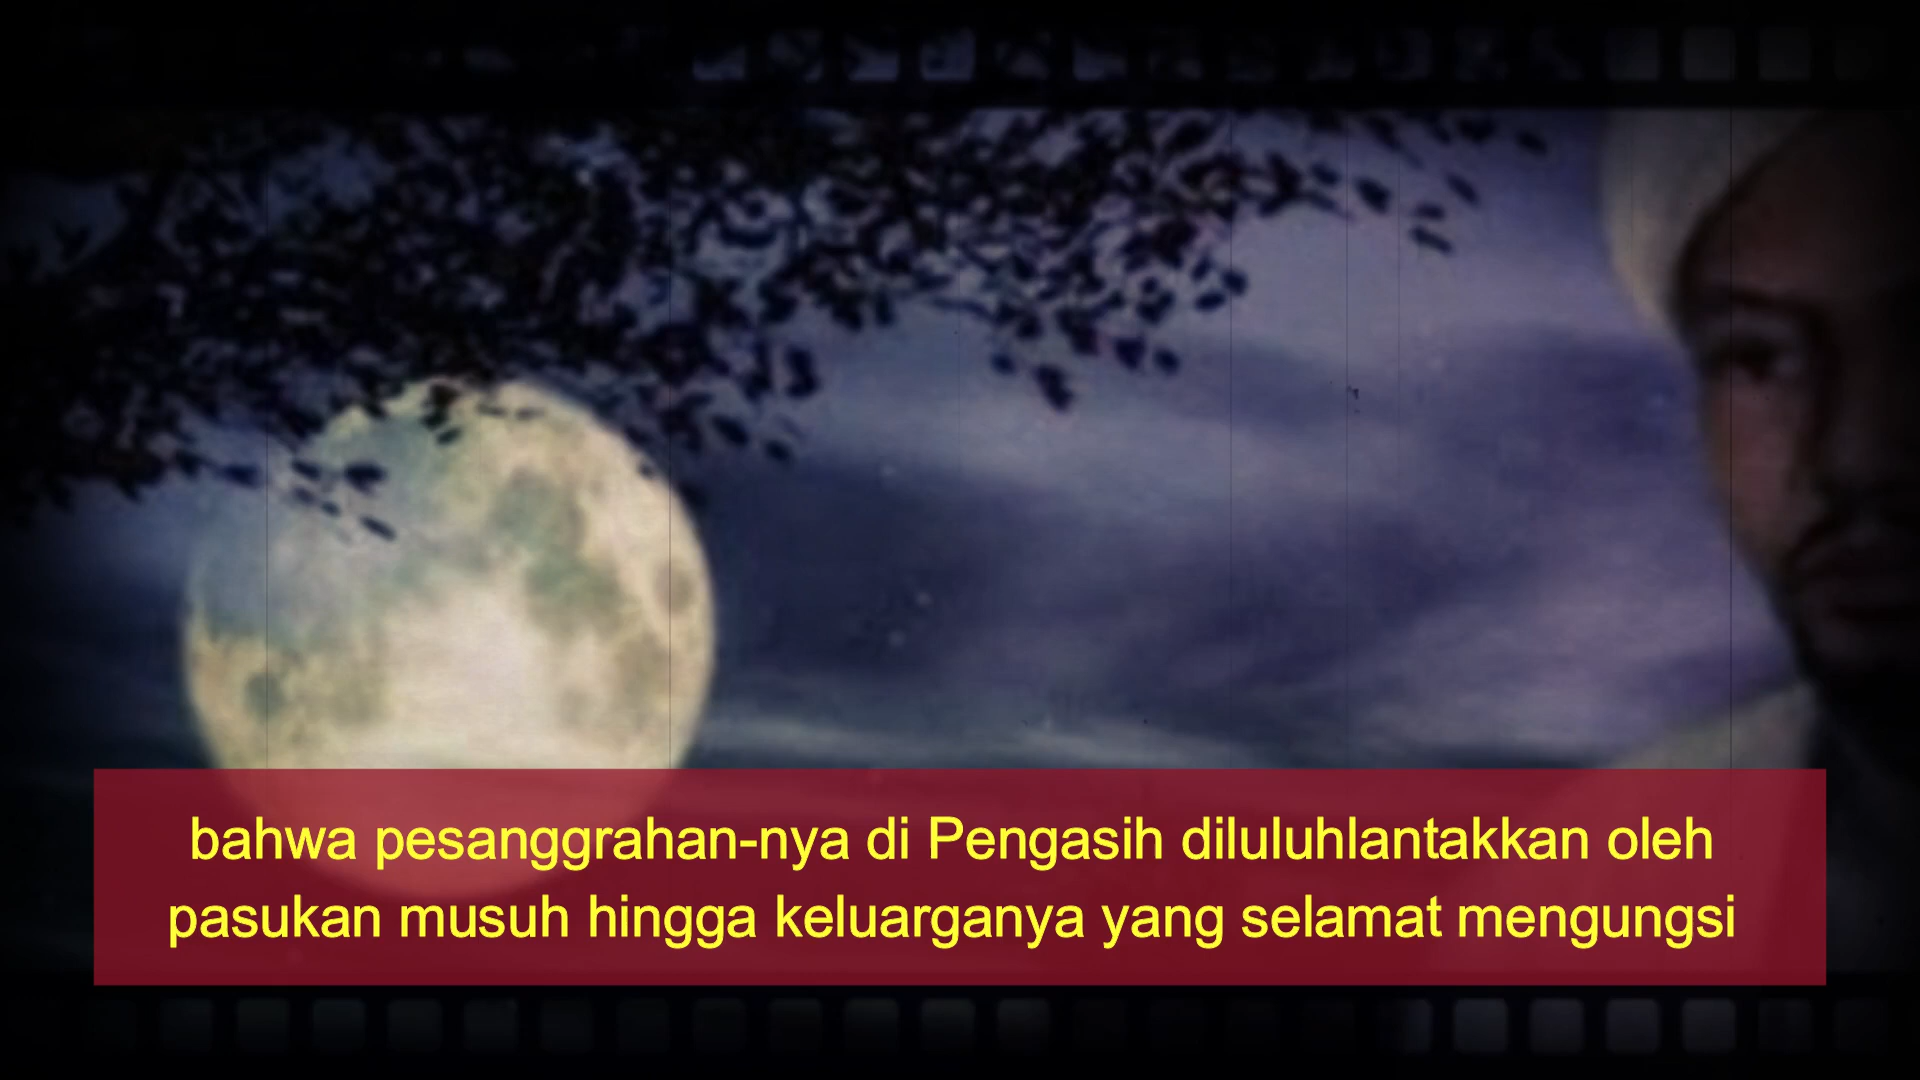 bahwa pesanggrahan-nya di Pengasih diluluhlantakkan oleh
pasukan musuh hingga keluarganya yang selamat mengungsi